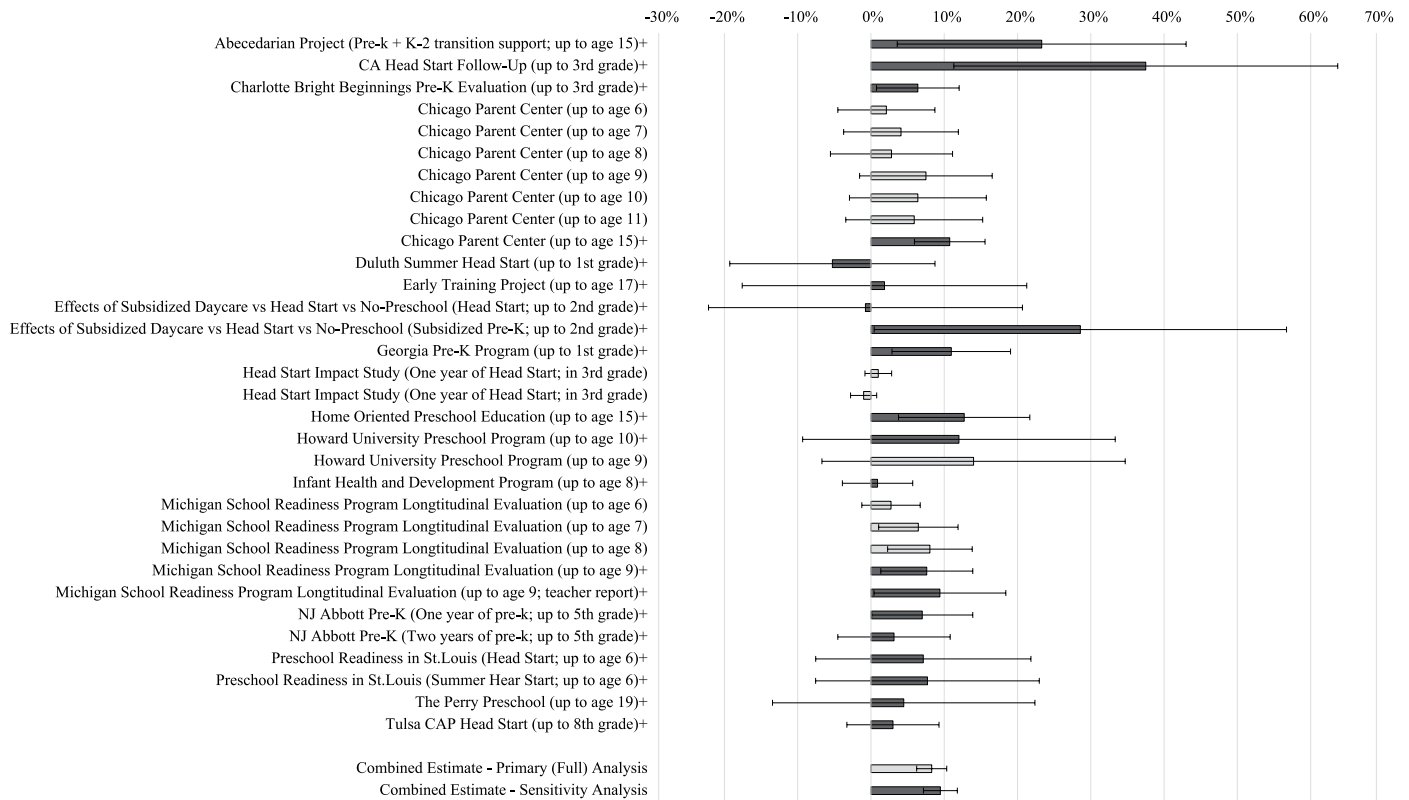 -30% -20% -10% 0% 10% 20% 30% 40% 50% 60% 70%
Abecedarian Project (Pre-k + K-2 transition support; up to age 15)+
CA Head Start Follow-Up (up to 3rd grade)+
Charlotte Bright Beginnings Pre-K Evaluation (up to 3rd grade)+
Chicago Parent Center (up to age 6)
Chicago Parent Center (up to age 7)
Chicago Parent Center (up to age 8)
Chicago Parent Center (up to age 9)
Chicago Parent Center (up to age 10)
Chicago Parent Center (up to age 11)
Chicago Parent Center (up to age 15)+
Duluth Summer Head Start (up to 1st grade)+
Early Training Project (up to age 17)+
Effects of Subsidized Daycare vs Head Start vs No-Preschool (Head Start; up to 2nd grade)+
Effects of Subsidized Daycare vs Head Start vs No-Preschool (Subsidized Pre-K; up to 2nd grade)+
Georgia Pre-K Program (up to 1st grade)+
Head Start Impact Study (One year of Head Start; in 3rd grade)
Head Start Impact Study (One year of Head Start; in 3rd grade)
Home Oriented Preschool Education (up to age 15)+
Howard University Preschool Program (up to age 10)+
Howard University Preschool Program (up to age 9)
Infant Health and Development Program (up to age 8)+
Michigan School Readiness Program Longtitudinal Evaluation (up to age 6)
Michigan School Readiness Program Longtitudinal Evaluation (up to age 7)
Michigan School Readiness Program Longtitudinal Evaluation (up to age 8)
Michigan School Readiness Program Longtitudinal Evaluation (up to age 9)+
Michigan School Readiness Program Longtitudinal Evaluation (up to age 9; teacher report)+
NJ Abbott Pre-K (One year of pre-k; up to 5th grade)+
NJ Abbott Pre-K (Two years of pre-k; up to 5th grade)+
Preschool Readiness in St.Louis (Head Start; up to age 6)+
Preschool Readiness in St.Louis (Summer Hear Start; up to age 6)+
The Perry Preschool (up to age 19)+
Tulsa CAP Head Start (up to 8th grade)+
Combined Estimate - Primary (Full) Analysis
Combined Estimate - Sensitivity Analysis